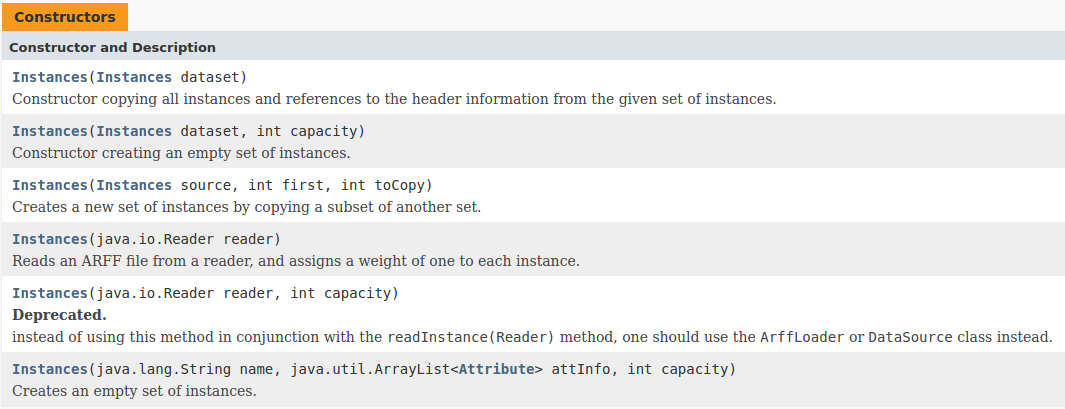 Constructors
Constructor and Description
Instances(Instances dataset)
Constructor copying all instances and references to the header information from the given set of instances.
Instances(Instances dataset, int capacity)
Constructor creating an empty set of instances.
Instances(Instances source, int first, int toCopy)
Creates a new set of instances by copying a subset of another set.
Instances(java.io.Reader reader)
Reads an ARFF file from a reader, and assigns a weight of one to each instance.
Instances(java.io.Reader reader, int capacity)
Deprecated.
instead of using this method in conjunction with the readInstance(Reader) method, one should use the ArffLoader or DataSource class instead.
Instances(java.lang.String name, java.util.ArrayList<Attribute> attInfo, int capacity)
Creates an empty set of instances.